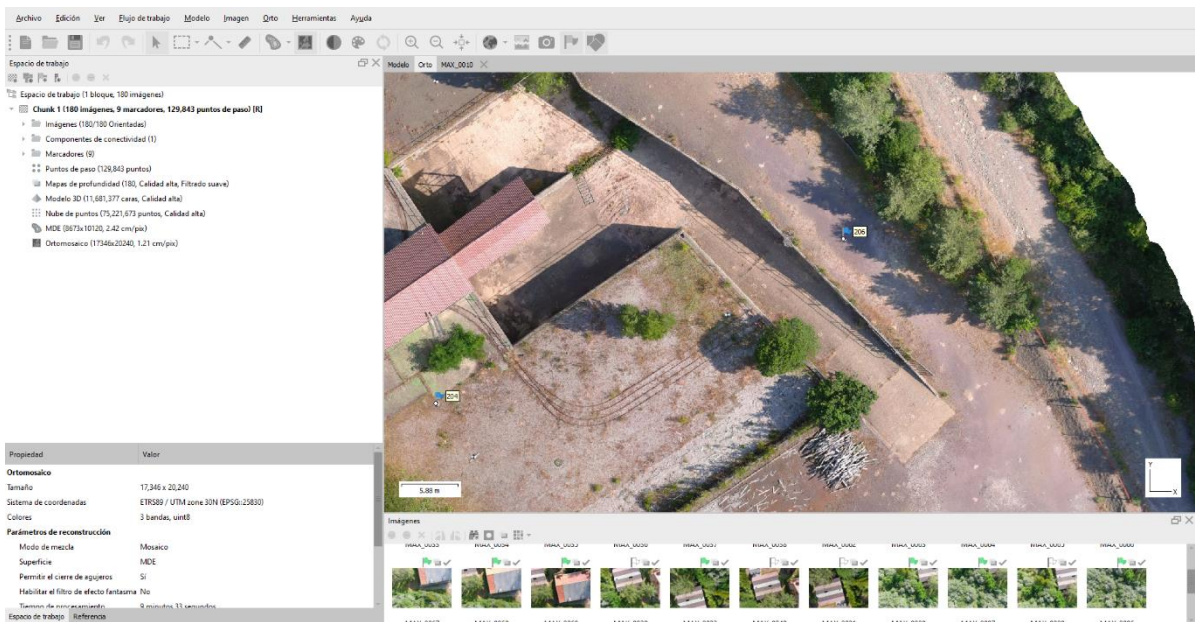 Archivo Edición Ver Flujo de trabajo Modelo Imagen Orto Herramientas Ayuda
Espacio de trabajo
Espacio de trabajo (1 bloque, 180 imágenes)
Chunk 1 (180 imágenes, 9 marcadores, 129,843 puntos de paso) [R]
Imágenes (180/180 Orientadas)
Componentes de conectividad (1)
Marcadores (9)
Puntos de paso (129,843 puntos)
Mapas de profundidad (180, Calidad alta, Filtrado suave)
Modelo 3D (11,681,377 caras, Calidad alta)
Nube de puntos (75,221,673 puntos, Calidad alta)
MDE (8673x10120, 2.42 cm/pix)
Ortomosaico (17346x20240, 1.21 cm/pix)
Propiedad Valor
Ortomosaico
Tamaño 17,346 x 20,240
Sistema de coordenadas ETRS89 / UTM zone 30N (EPSG::25830)
Colores 3 bandas, uint8
Parámetros de reconstrucción
Modo de mezcla Mosaico
Superficie MDE
Permitir el cierre de agujeros Sí
Habilitar el filtro de efecto fantasma No
Tiempo de procesamiento 9 minutos 33 segundos
Espacio de trabajo Referencia
Modelo Orto MAX_0010
206
204
5.88 m
Y
X
Imágenes